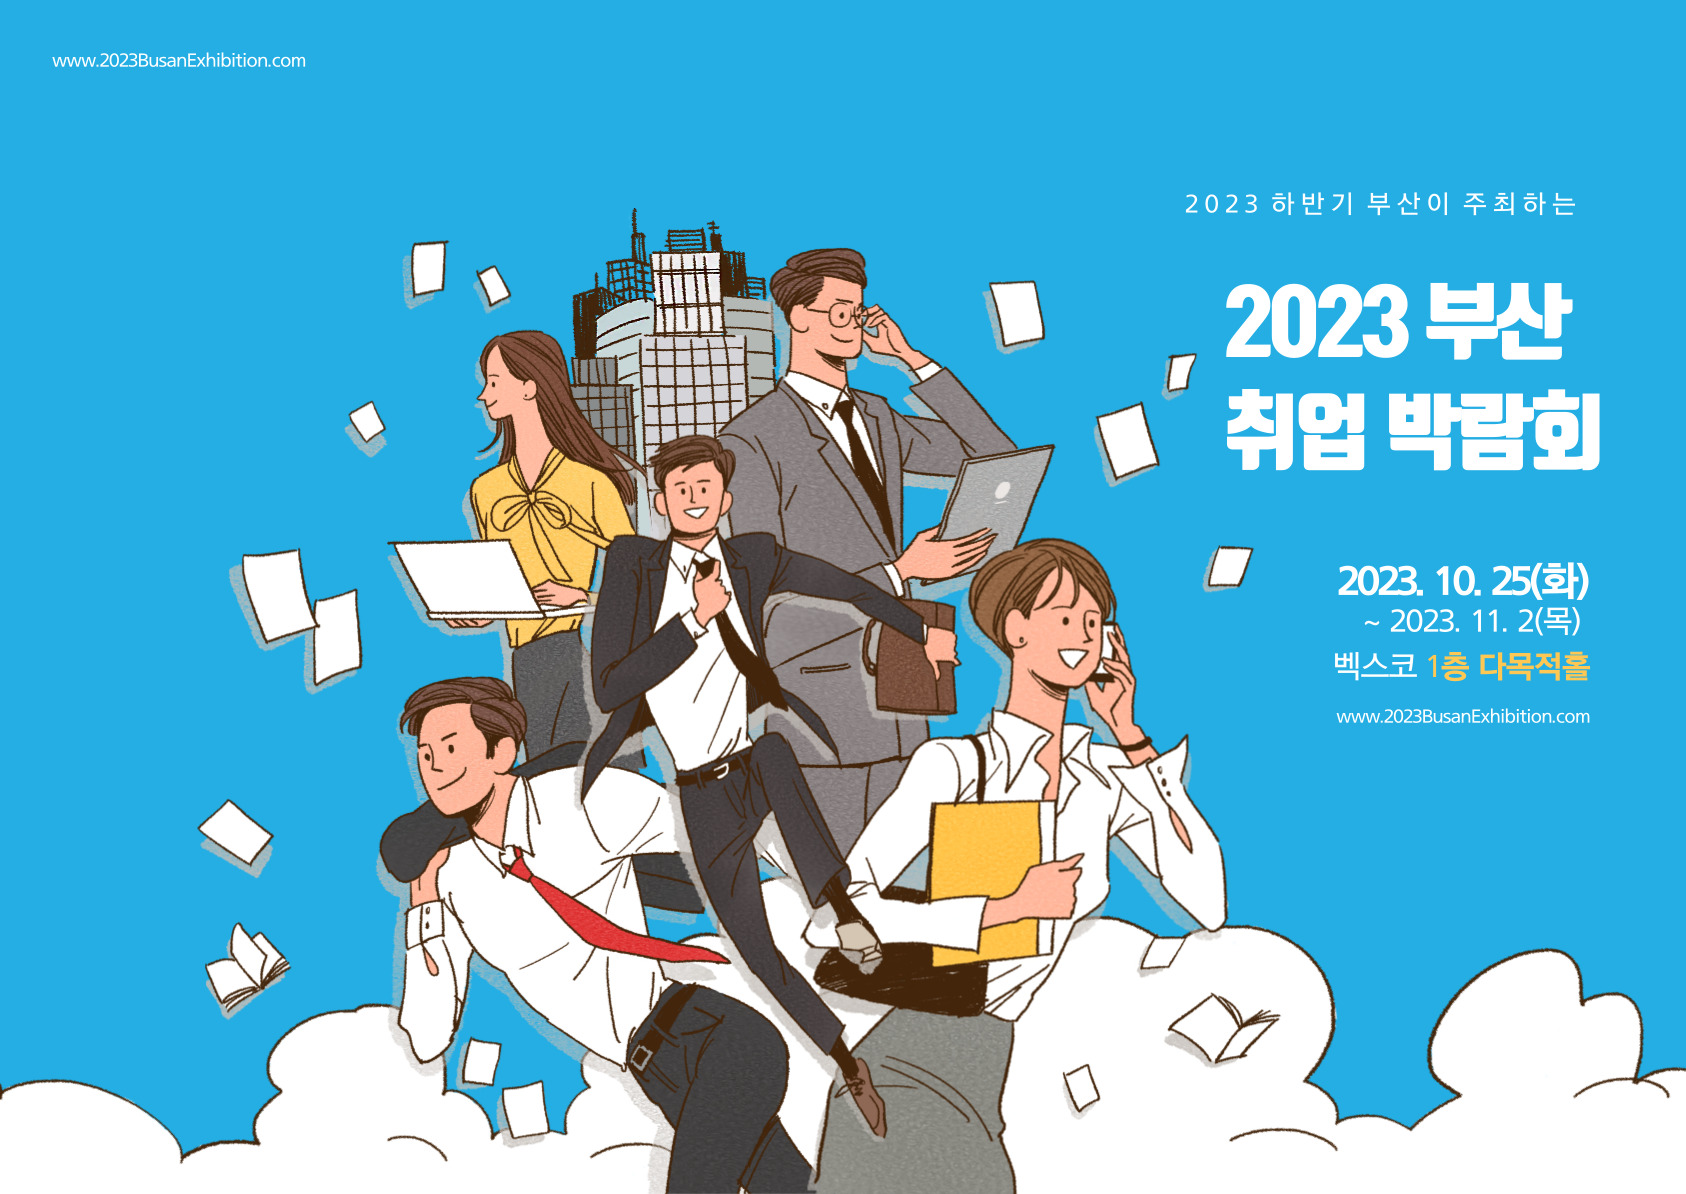 www.2023BusanExhibition.com
2023 하반기 부산이 주최하는
2023 부산
취업 박람회
2023. 10. 25(화)
~ 2023. 11. 2(목)
벡스코 1층 다목적홀
www.2023BusanExhibition.com